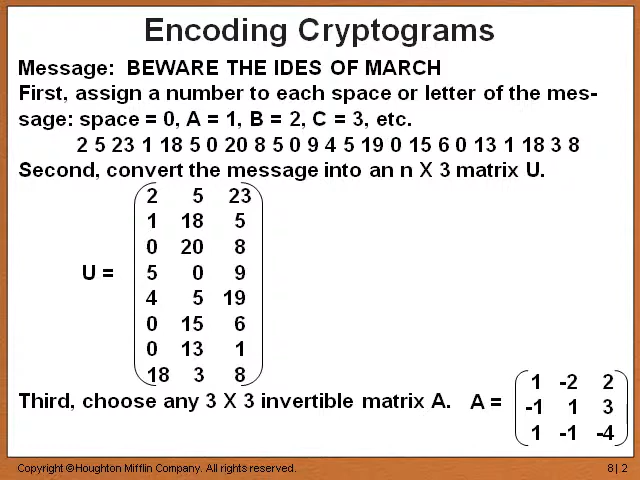 Encoding Cryptograms
Message: BEWARE THE IDES OF MARCH
First, assign a number to each space or letter of the mes-
sage: space = 0, A = 1, B = 2, C = 3, etc.
2 5 23 1 18 5 0 20 8 5 0 9 4 5 19 0 15 6 0 13 1 18 3 8
Second, convert the message into an n X 3 matrix U.
2 5 23
1 18 5
0 20 8
U = 5 0 9
4 5 19
0 15 6
0 13 1
18 3 8
Third, choose any 3 X 3 invertible matrix A. A =
1 -2 2
-1 1 3
1 -1 -4
Copyright © Houghton Mifflin Company. All rights reserved. 8 | 2